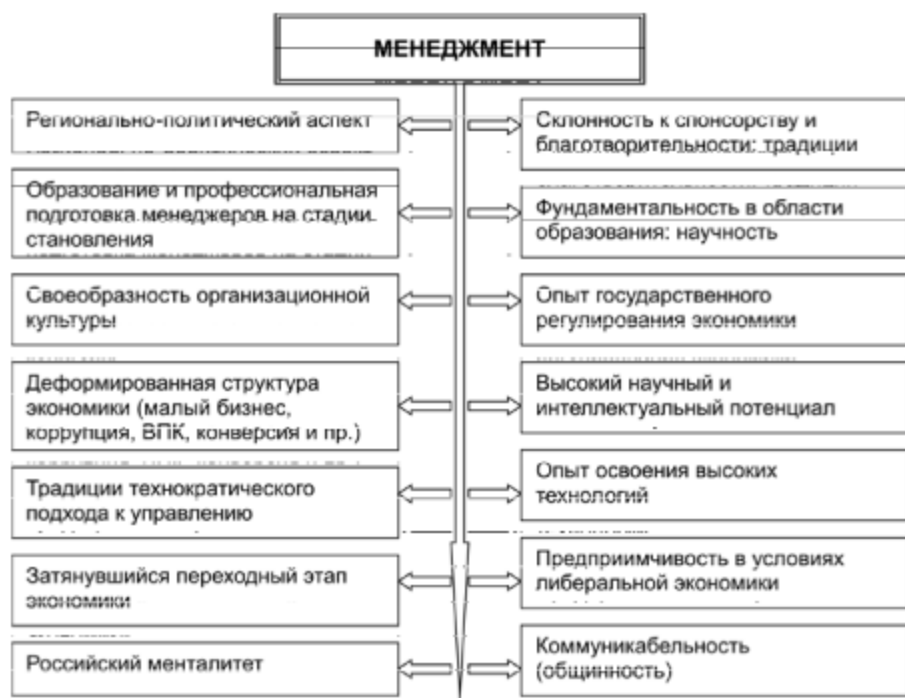 МЕНЕДЖМЕНТ
Регионально-политический аспект
Образование и профессиональная
подготовка менеджеров на стадии
становления
Своеобразность организационной
культуры
Деформированная структура
экономики (малый бизнес,
коррупция, ВПК, конверсия и пр.)
Традиции технократического
подхода к управлению
Затянувшийся переходный этап
экономики
Российский менталитет
Склонность к спонсорству и
благотворительности: традиции
Фундаментальность в области
образования: научность
Опыт государственного
регулирования экономики
Высокий научный и
интеллектуальный потенциал
Опыт освоения высоких
технологий
Предприимчивость в условиях
либеральной экономики
Коммуникабельность
(общинность)